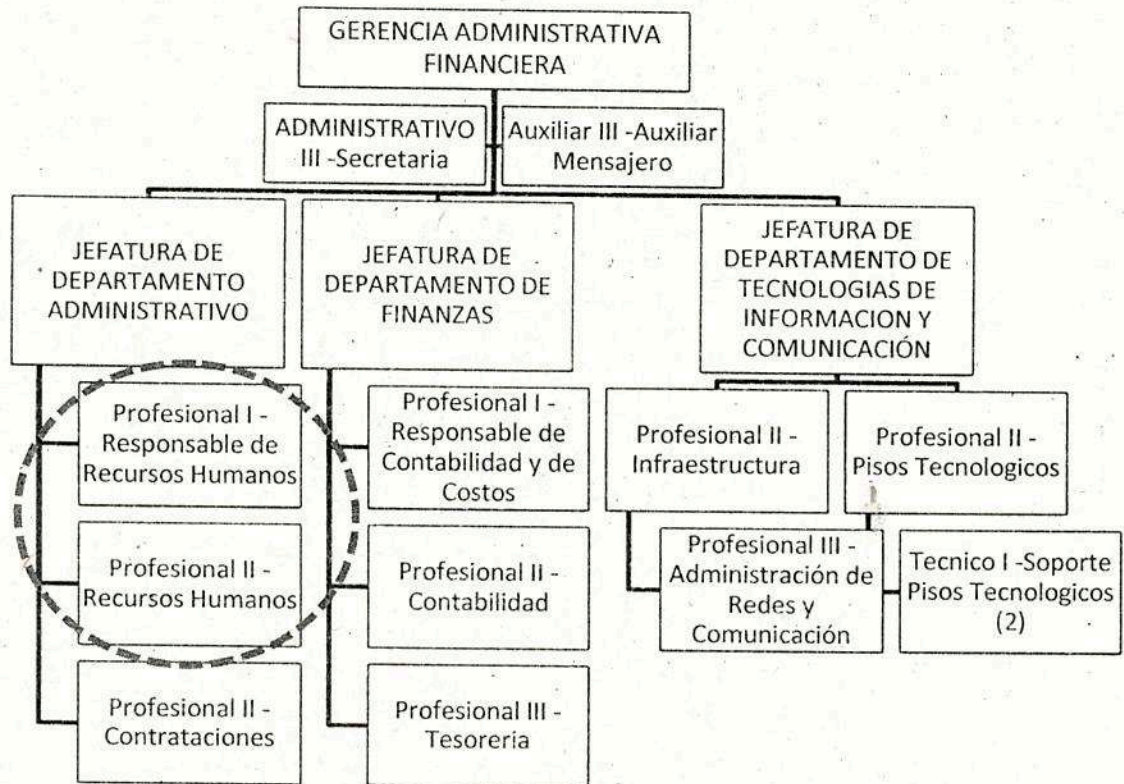 GERENCIA ADMINISTRATIVA
FINANCIERA
ADMINISTRATIVO
III -Secretaria
Auxiliar III -Auxiliar
Mensajero
JEFATURA DE
DEPARTAMENTO
ADMINISTRATIVO
JEFATURA DE
DEPARTAMENTO DE
FINANZAS
JEFATURA DE
DEPARTAMENTO DE
TECNOLOGIAS DE
INFORMACION Y
COMUNICACIÓN
Profesional I -
Responsable de
Recursos Humanos
Profesional I -
Responsable de
Contabilidad y de
Costos
Profesional II -
Infraestructura
Profesional II -
Pisos Tecnologicos
Profesional II -
Recursos Humanos
Profesional II -
Contabilidad
Profesional III -
Administración de
Redes y
Comunicación
Tecnico I -Soporte
Pisos Tecnologicos
(2)
Profesional II -
Contrataciones
Profesional III -
Tesoreria